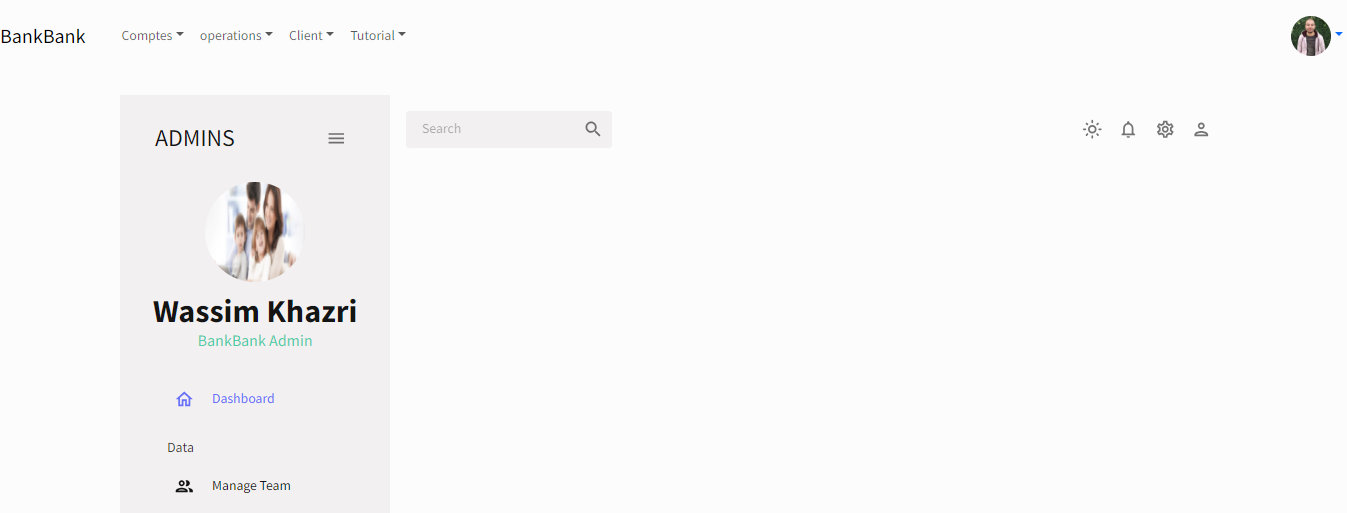 BankBank Comptes operations Client Tutorial
ADMINS
Search
Wassim Khazri
BankBank Admin
Dashboard
Data
Manage Team